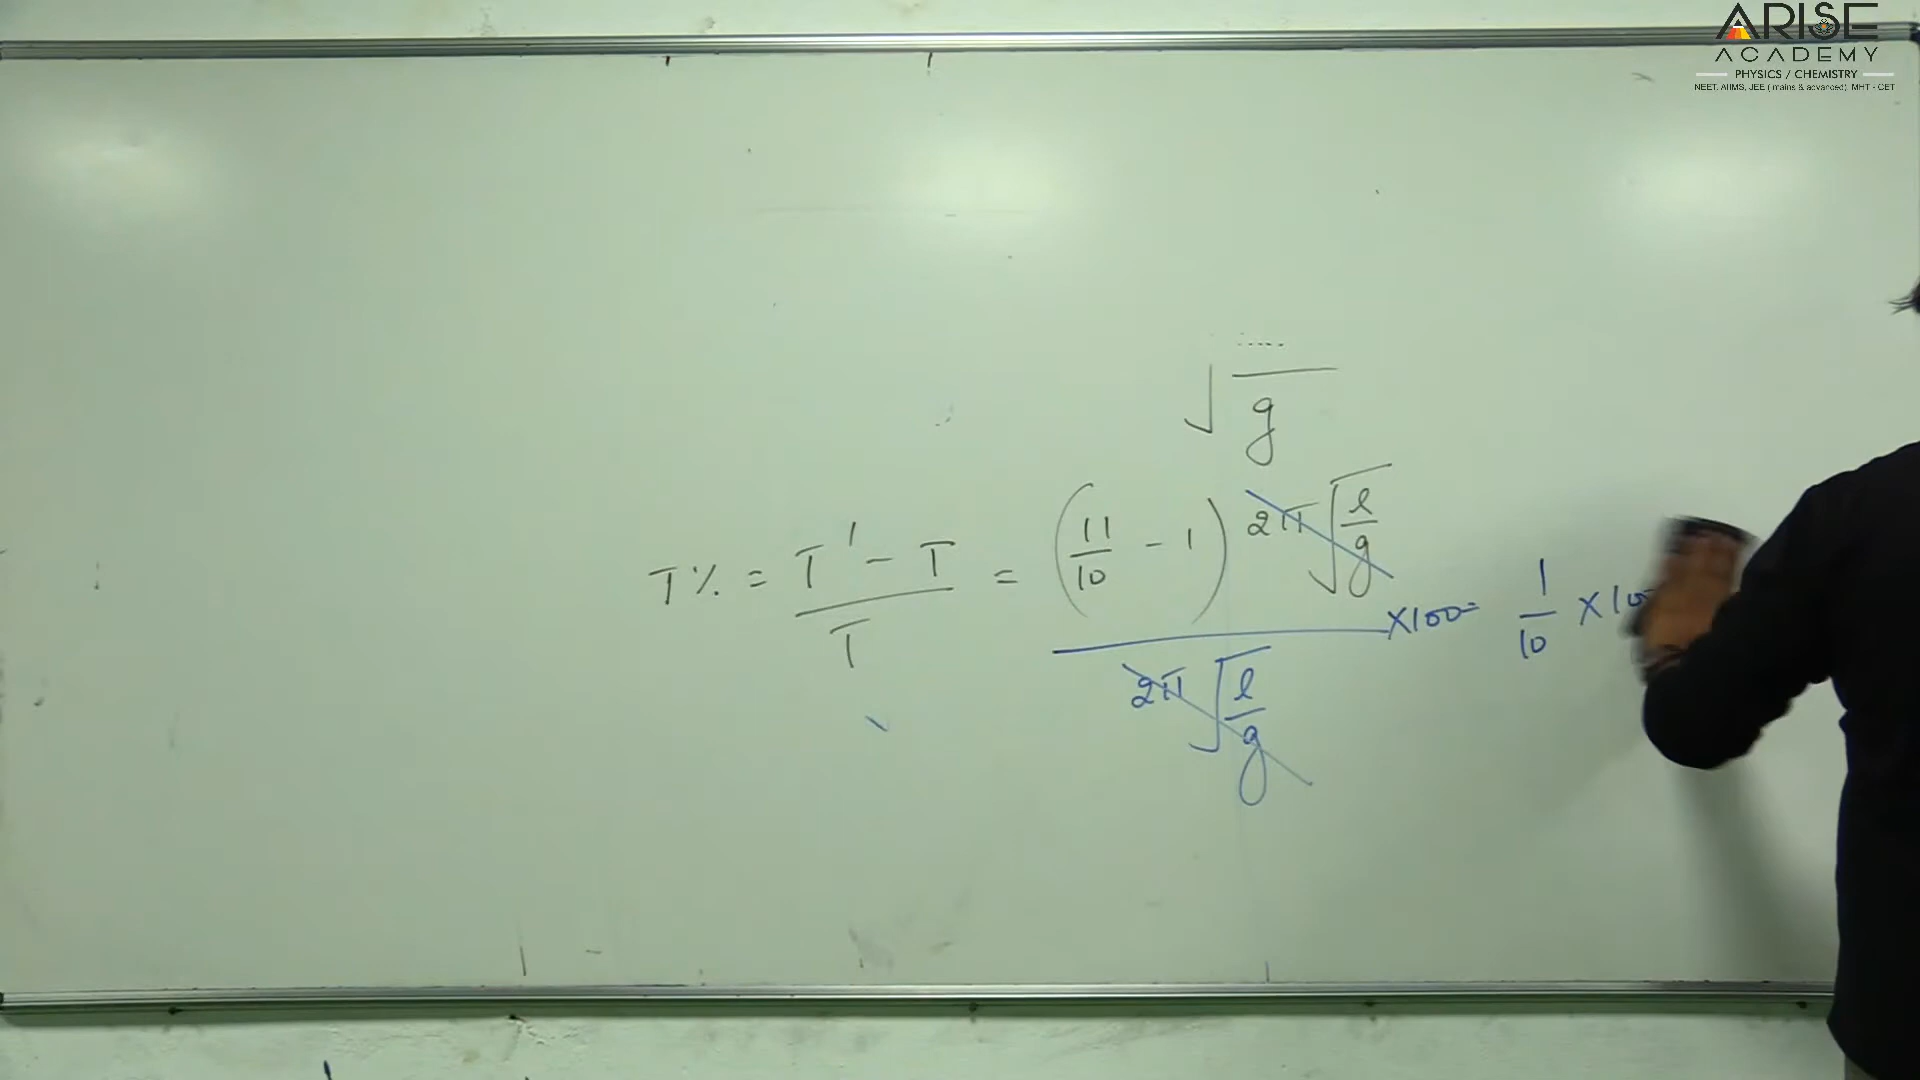 ARISE
ACADEMY
PHYSICS / CHEMISTRY
NEET, AIIMS, JEE ( mains & advanced), MHT - CET
√ ___ / g
T% = (T' - T) / T = ((11/10 - 1) 2π √(l/g)) / (2π √(l/g)) ×100 = 1/10 ×10